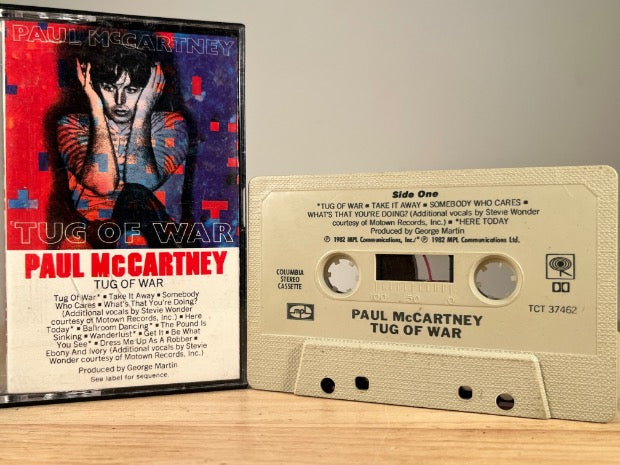 PAUL McCARTNEY
TUG OF WAR
PAUL McCARTNEY
TUG OF WAR
Tug Of War* ▪ Take It Away ▪ Somebody
Who Cares ▪ What's That You're Doing?
(Additional vocals by Stevie Wonder
courtesy of Motown Records, Inc.) ▪ Here
Today* ▪ Ballroom Dancing* ▪ The Pound Is
Sinking ▪ Wanderlust* ▪ Get It ▪ Be What
You See* ▪ Dress Me Up As A Robber ▪
Ebony And Ivory (Additional vocals by Stevie
Wonder courtesy of Motown Records, Inc.)
Produced by George Martin
See label for sequence.
Side One
*TUG OF WAR ▪ TAKE IT AWAY ▪ SOMEBODY WHO CARES ▪
WHAT'S THAT YOU'RE DOING? (Additional vocals by Stevie Wonder
courtesy of Motown Records, Inc.) ▪ *HERE TODAY
Produced by George Martin
℗ 1982 MPL Communications, Inc./*℗ 1982 MPL Communications Ltd.
COLUMBIA
STEREO
CASSETTE
100 50 0
mpl
TCT 37462
PAUL McCARTNEY
TUG OF WAR